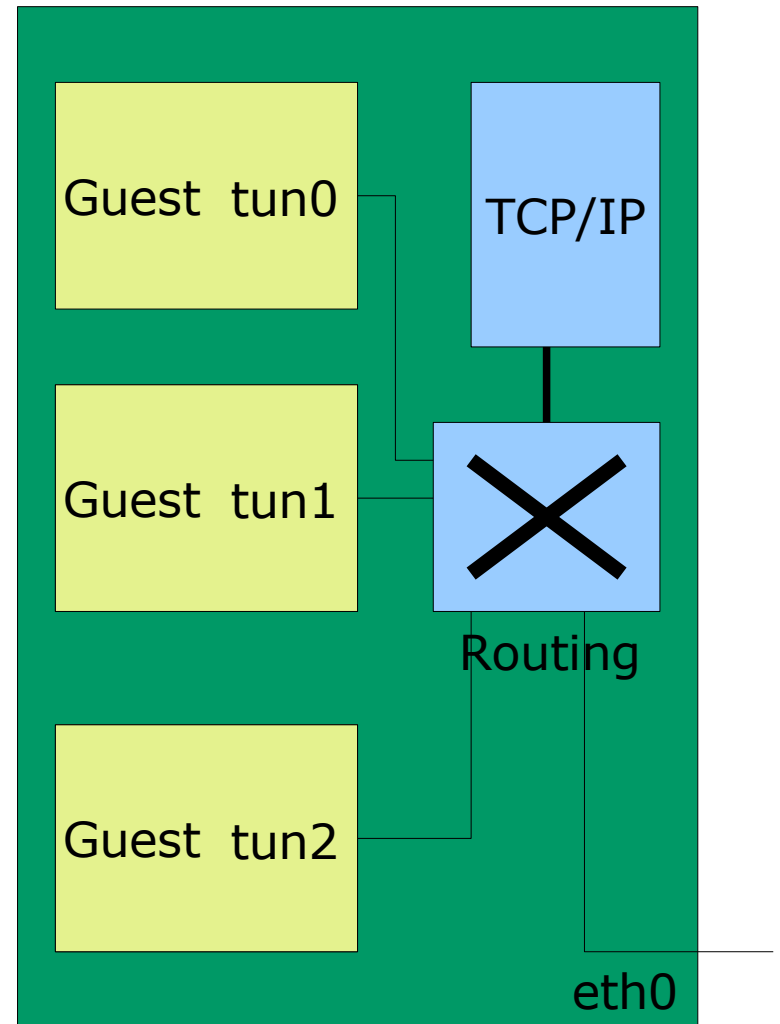 Guest tun0
TCP/IP
Guest tun1
Routing
Guest tun2
eth0